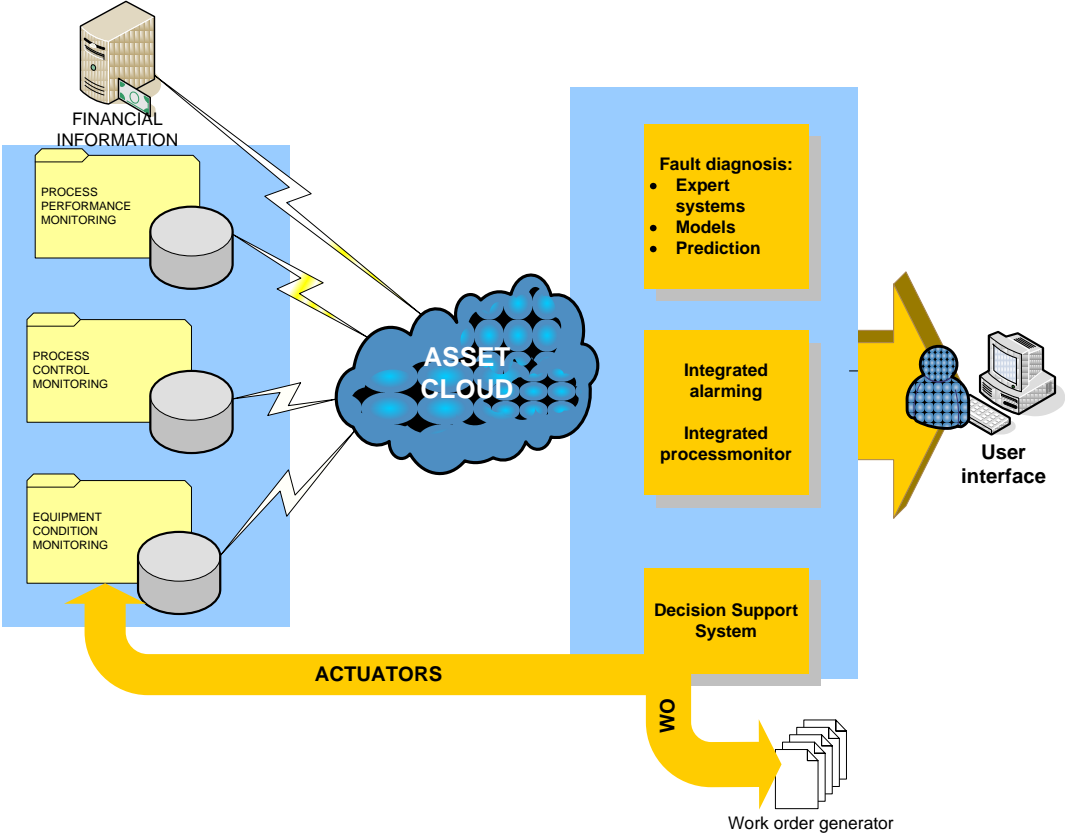 FINANCIAL
INFORMATION
PROCESS
PERFORMANCE
MONITORING
PROCESS
CONTROL
MONITORING
EQUIPMENT
CONDITION
MONITORING
ASSET
CLOUD
Fault diagnosis:
• Expert
systems
• Models
• Prediction
Integrated
alarming
Integrated
processmonitor
Decision Support
System
User
interface
ACTUATORS
WO
Work order generator